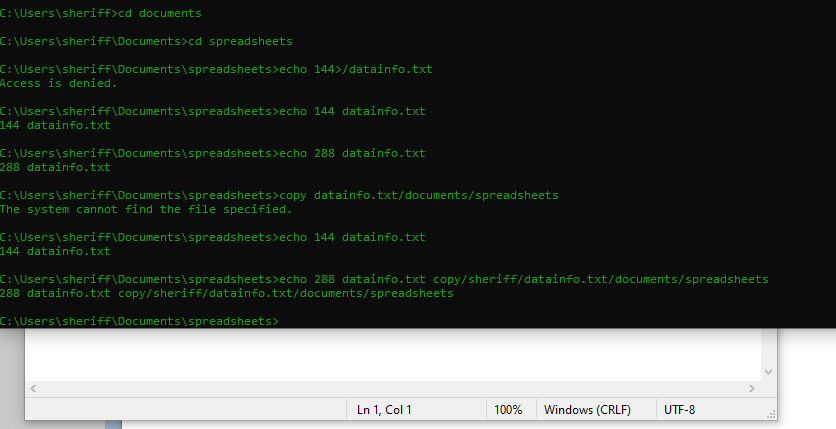 C:\Users\sheriff>cd documents
C:\Users\sheriff\Documents>cd spreadsheets
C:\Users\sheriff\Documents\spreadsheets>echo 144>/datainfo.txt
Access is denied.
C:\Users\sheriff\Documents\spreadsheets>echo 144 datainfo.txt
144 datainfo.txt
C:\Users\sheriff\Documents\spreadsheets>echo 288 datainfo.txt
288 datainfo.txt
C:\Users\sheriff\Documents\spreadsheets>copy datainfo.txt/documents/spreadsheets
The system cannot find the file specified.
C:\Users\sheriff\Documents\spreadsheets>echo 144 datainfo.txt
144 datainfo.txt
C:\Users\sheriff\Documents\spreadsheets>echo 288 datainfo.txt copy/sheriff/datainfo.txt/documents/spreadsheets
288 datainfo.txt copy/sheriff/datainfo.txt/documents/spreadsheets
C:\Users\sheriff\Documents\spreadsheets>
Ln 1, Col 1 100% Windows (CRLF) UTF-8